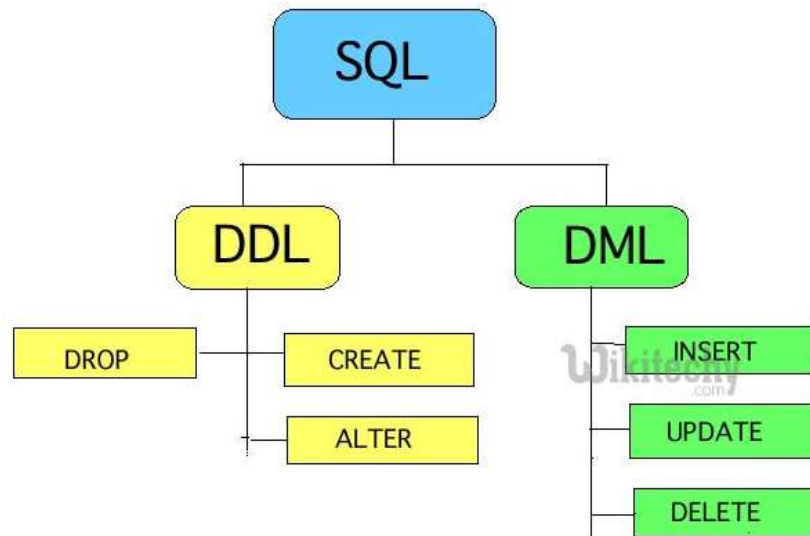 SQL
DDL
DML
DROP
CREATE
ALTER
INSERT
Wikitechy
.com
UPDATE
DELETE